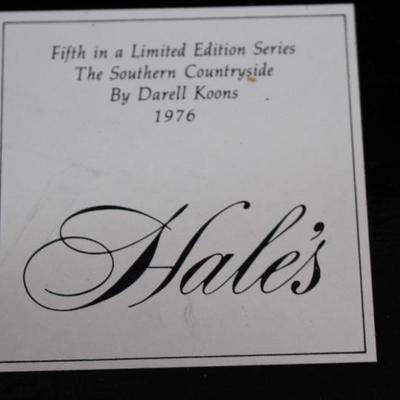 Fifth in a Limited Edition Series
The Southern Countryside
By Darell Koons
1976
Hale's